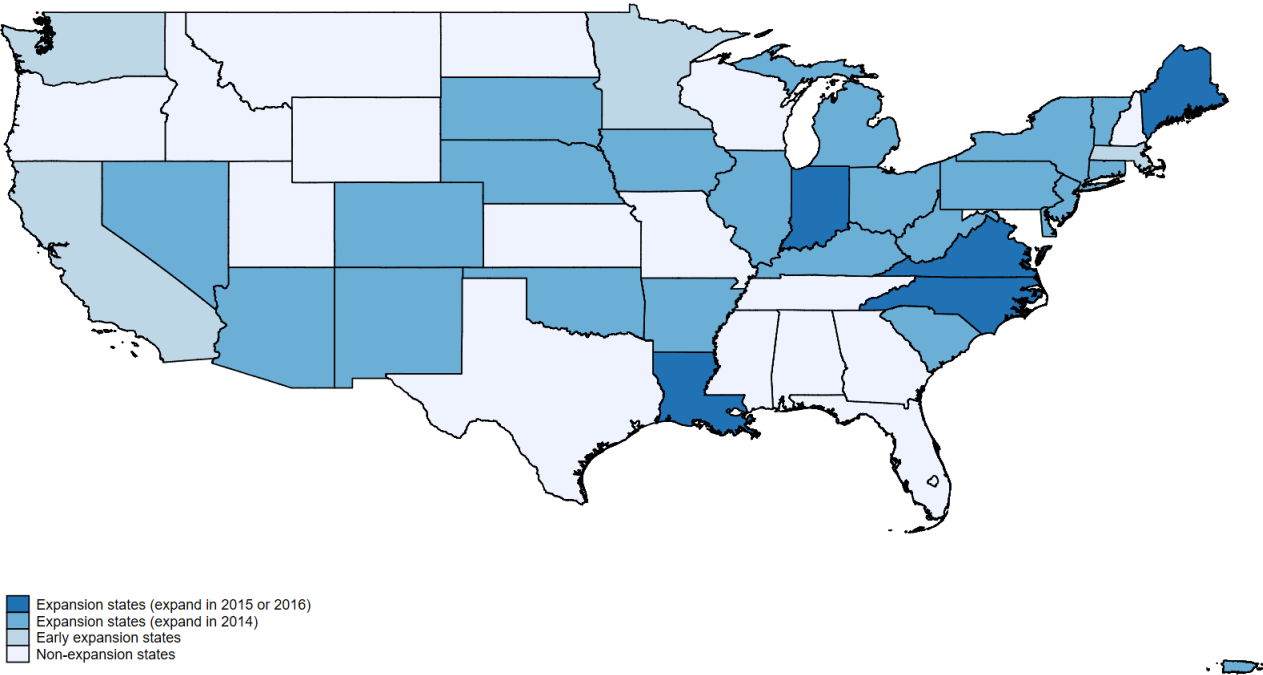 Expansion states (expand in 2015 or 2016)
Expansion states (expand in 2014)
Early expansion states
Non-expansion states